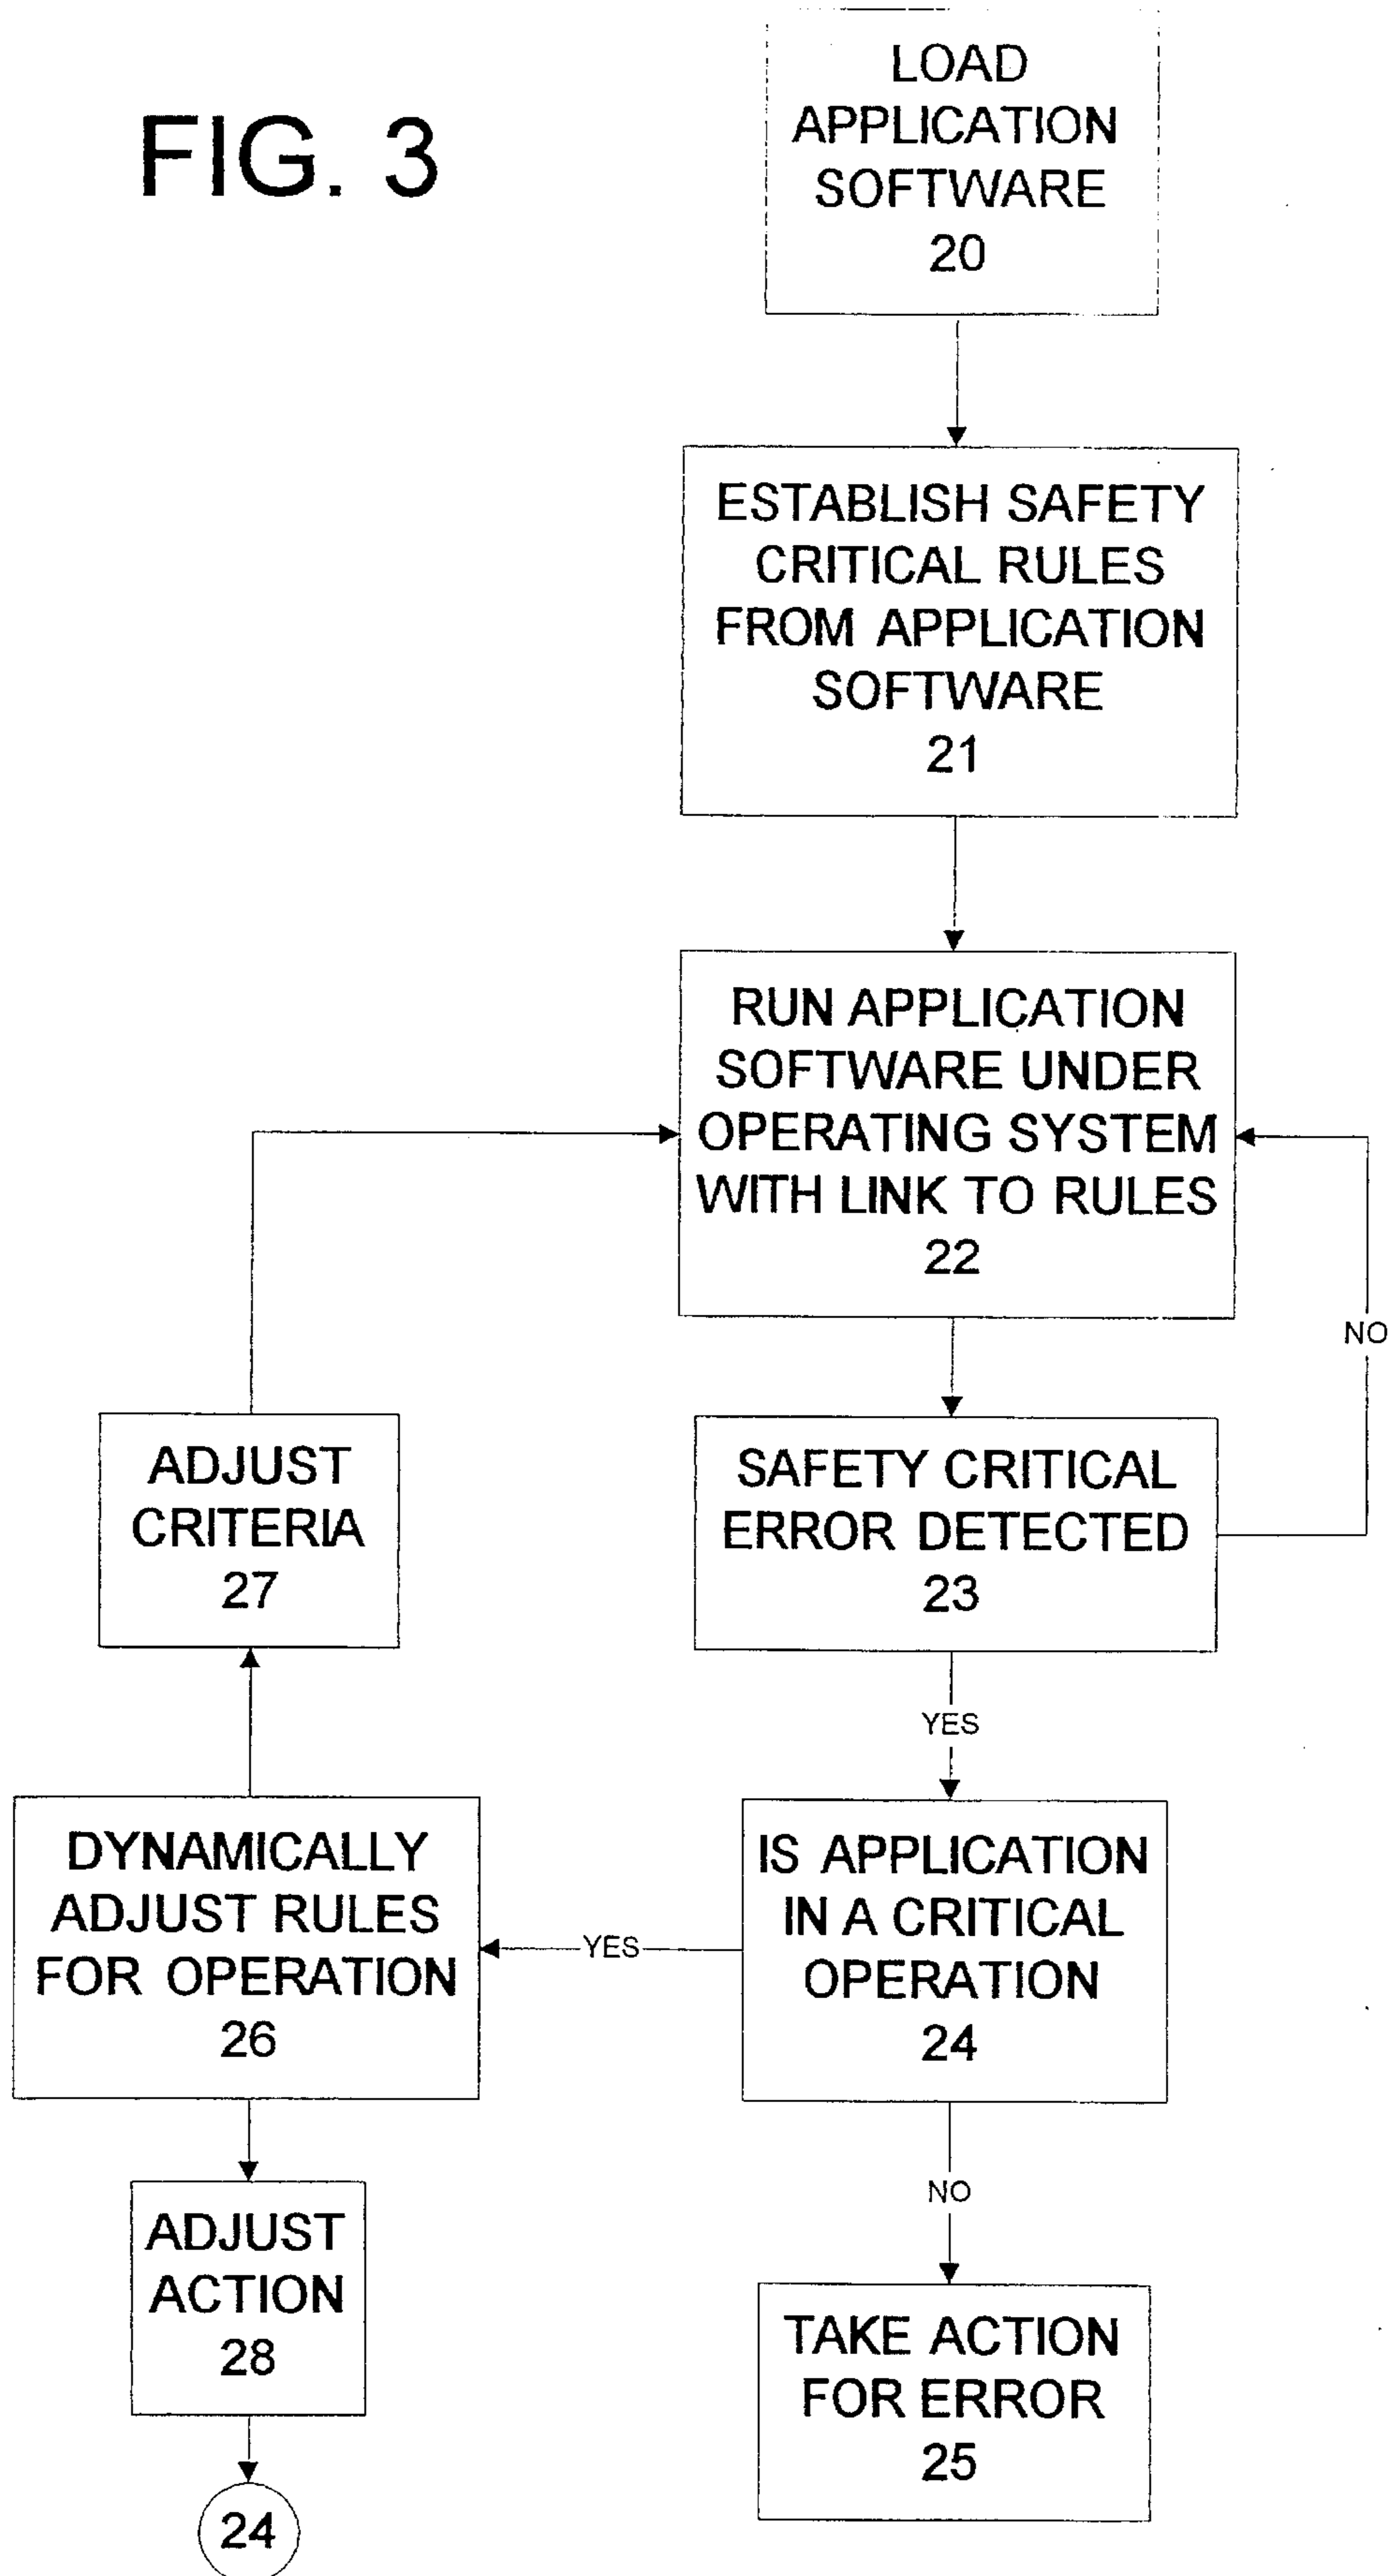 FIG. 3
LOAD
APPLICATION
SOFTWARE
20
ESTABLISH SAFETY
CRITICAL RULES
FROM APPLICATION
SOFTWARE
21
RUN APPLICATION
SOFTWARE UNDER
OPERATING SYSTEM
WITH LINK TO RULES
22
NO
SAFETY CRITICAL
ERROR DETECTED
23
YES
ADJUST
CRITERIA
27
IS APPLICATION
IN A CRITICAL
OPERATION
24
YES
DYNAMICALLY
ADJUST RULES
FOR OPERATION
26
NO
ADJUST
ACTION
28
24
TAKE ACTION
FOR ERROR
25